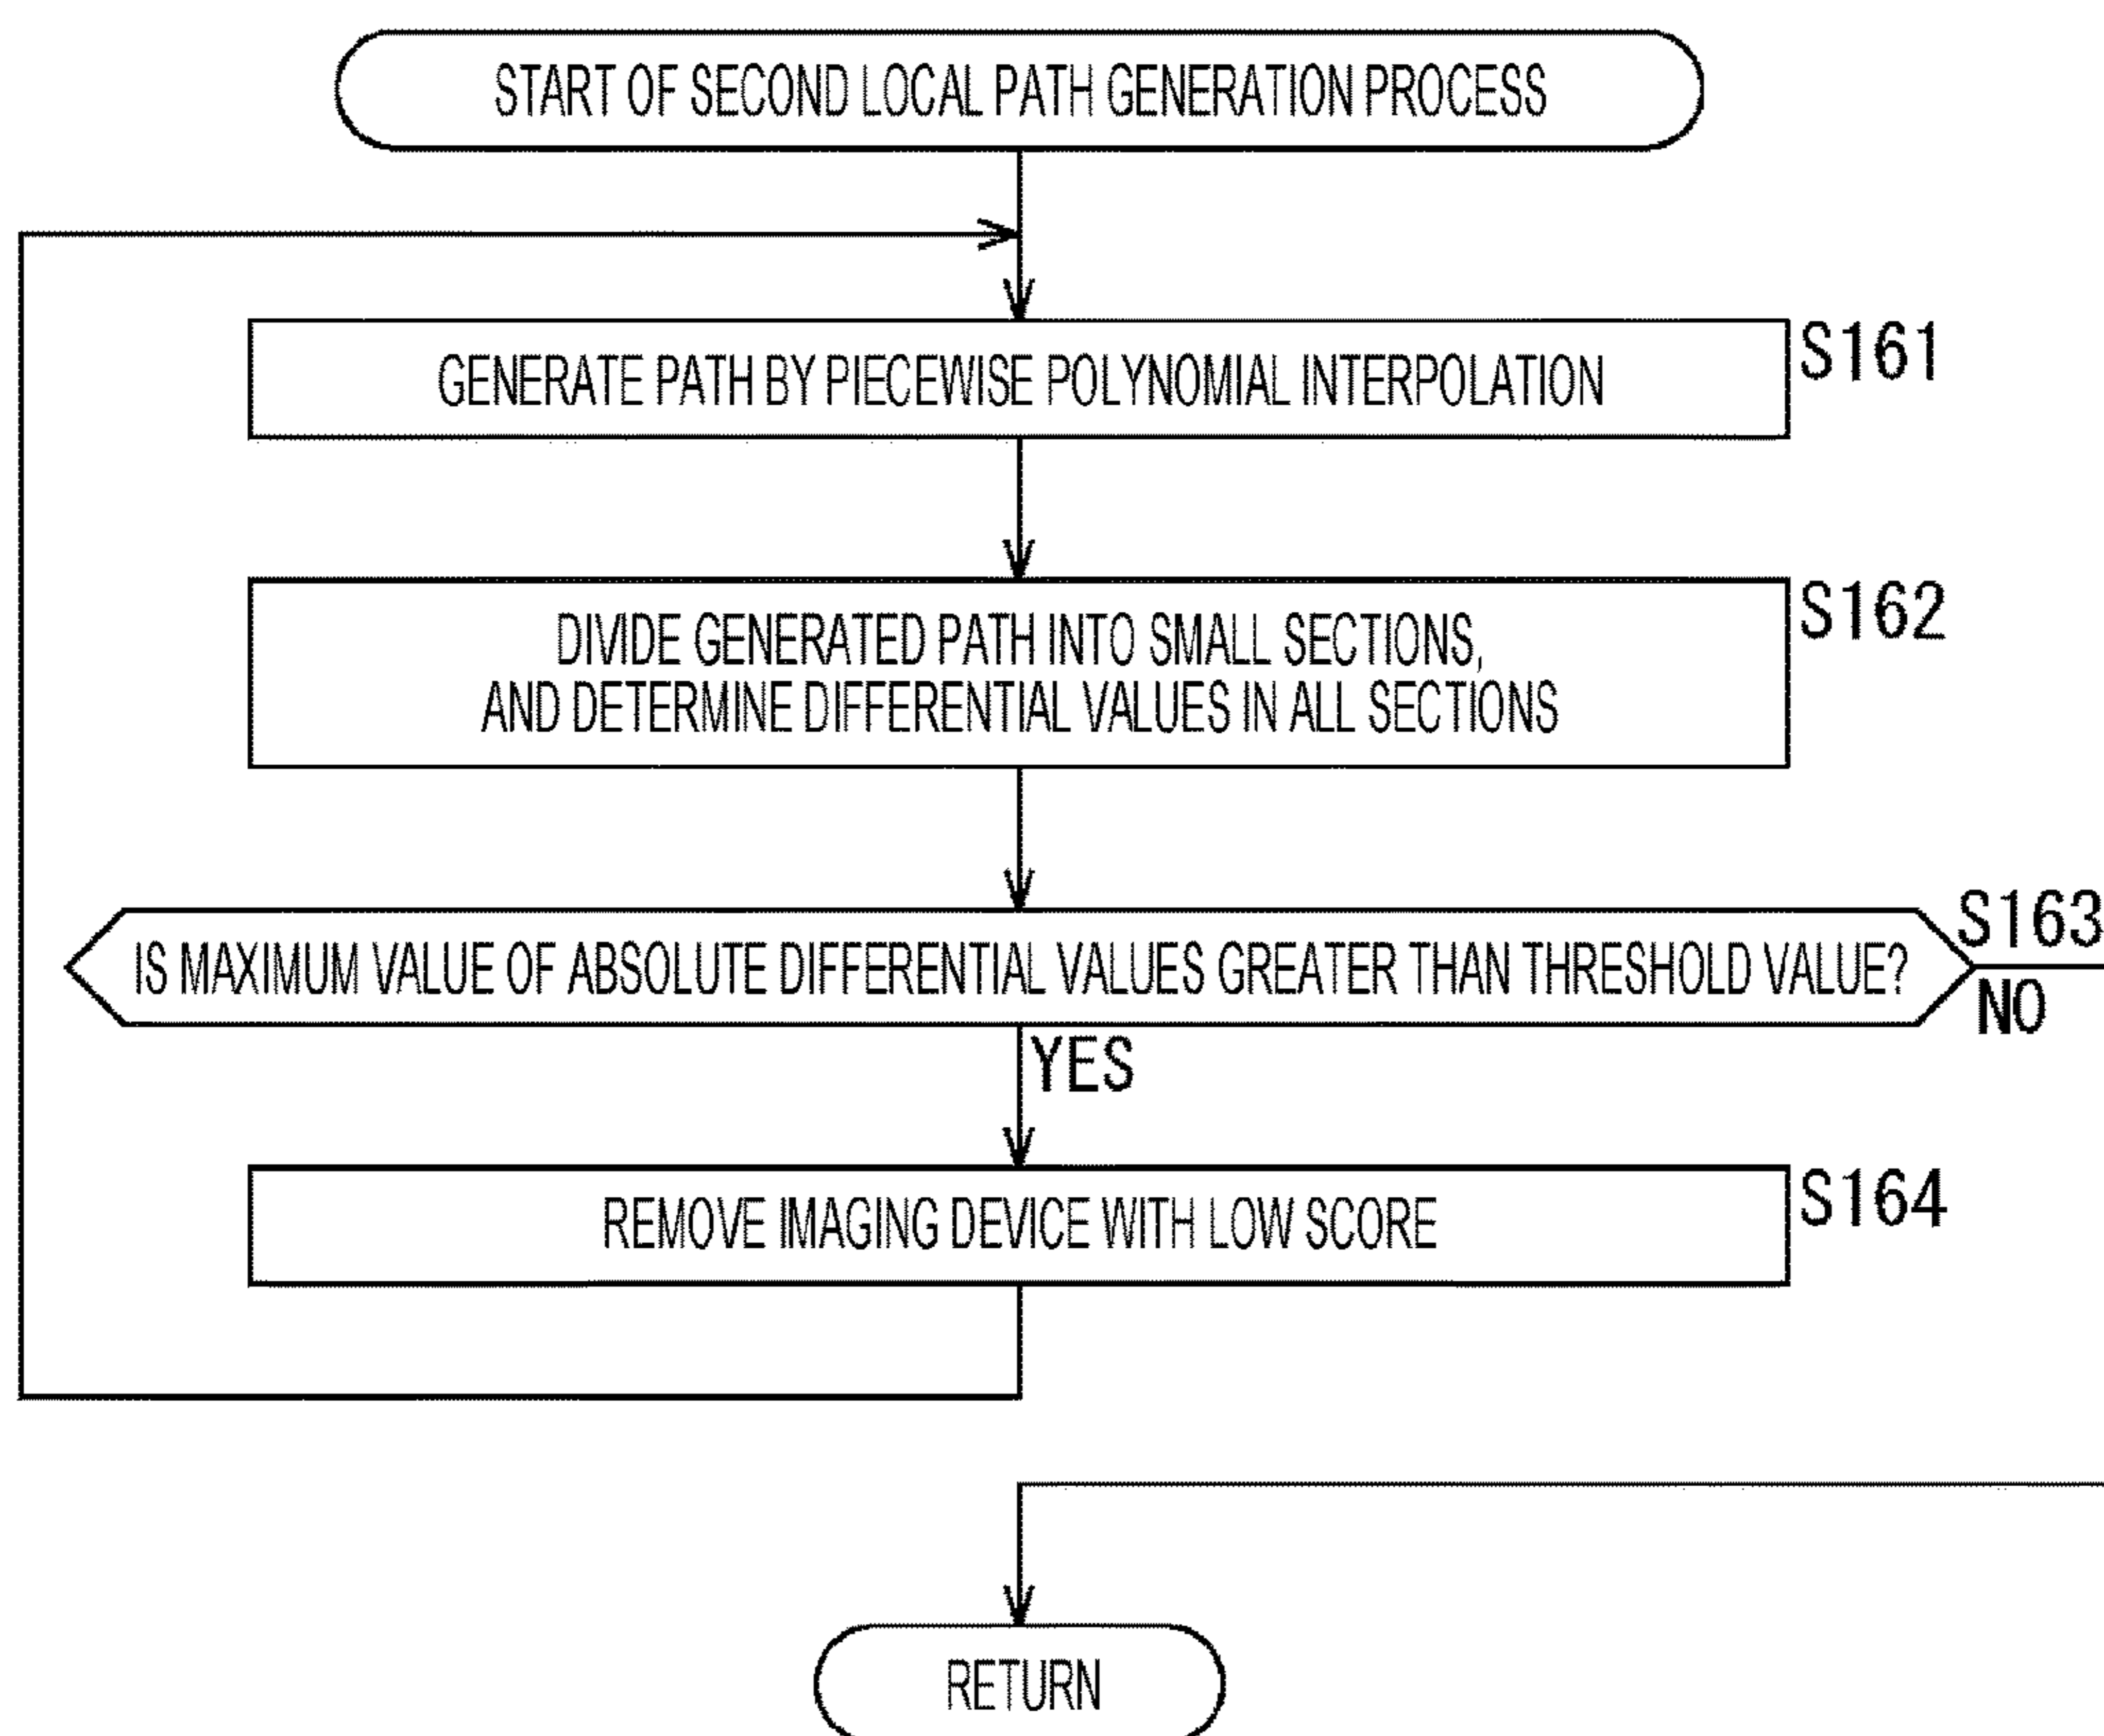 START OF SECOND LOCAL PATH GENERATION PROCESS
GENERATE PATH BY PIECEWISE POLYNOMIAL INTERPOLATION
S161
DIVIDE GENERATED PATH INTO SMALL SECTIONS,
AND DETERMINE DIFFERENTIAL VALUES IN ALL SECTIONS
S162
IS MAXIMUM VALUE OF ABSOLUTE DIFFERENTIAL VALUES GREATER THAN THRESHOLD VALUE?
S163
NO
YES
REMOVE IMAGING DEVICE WITH LOW SCORE
S164
RETURN